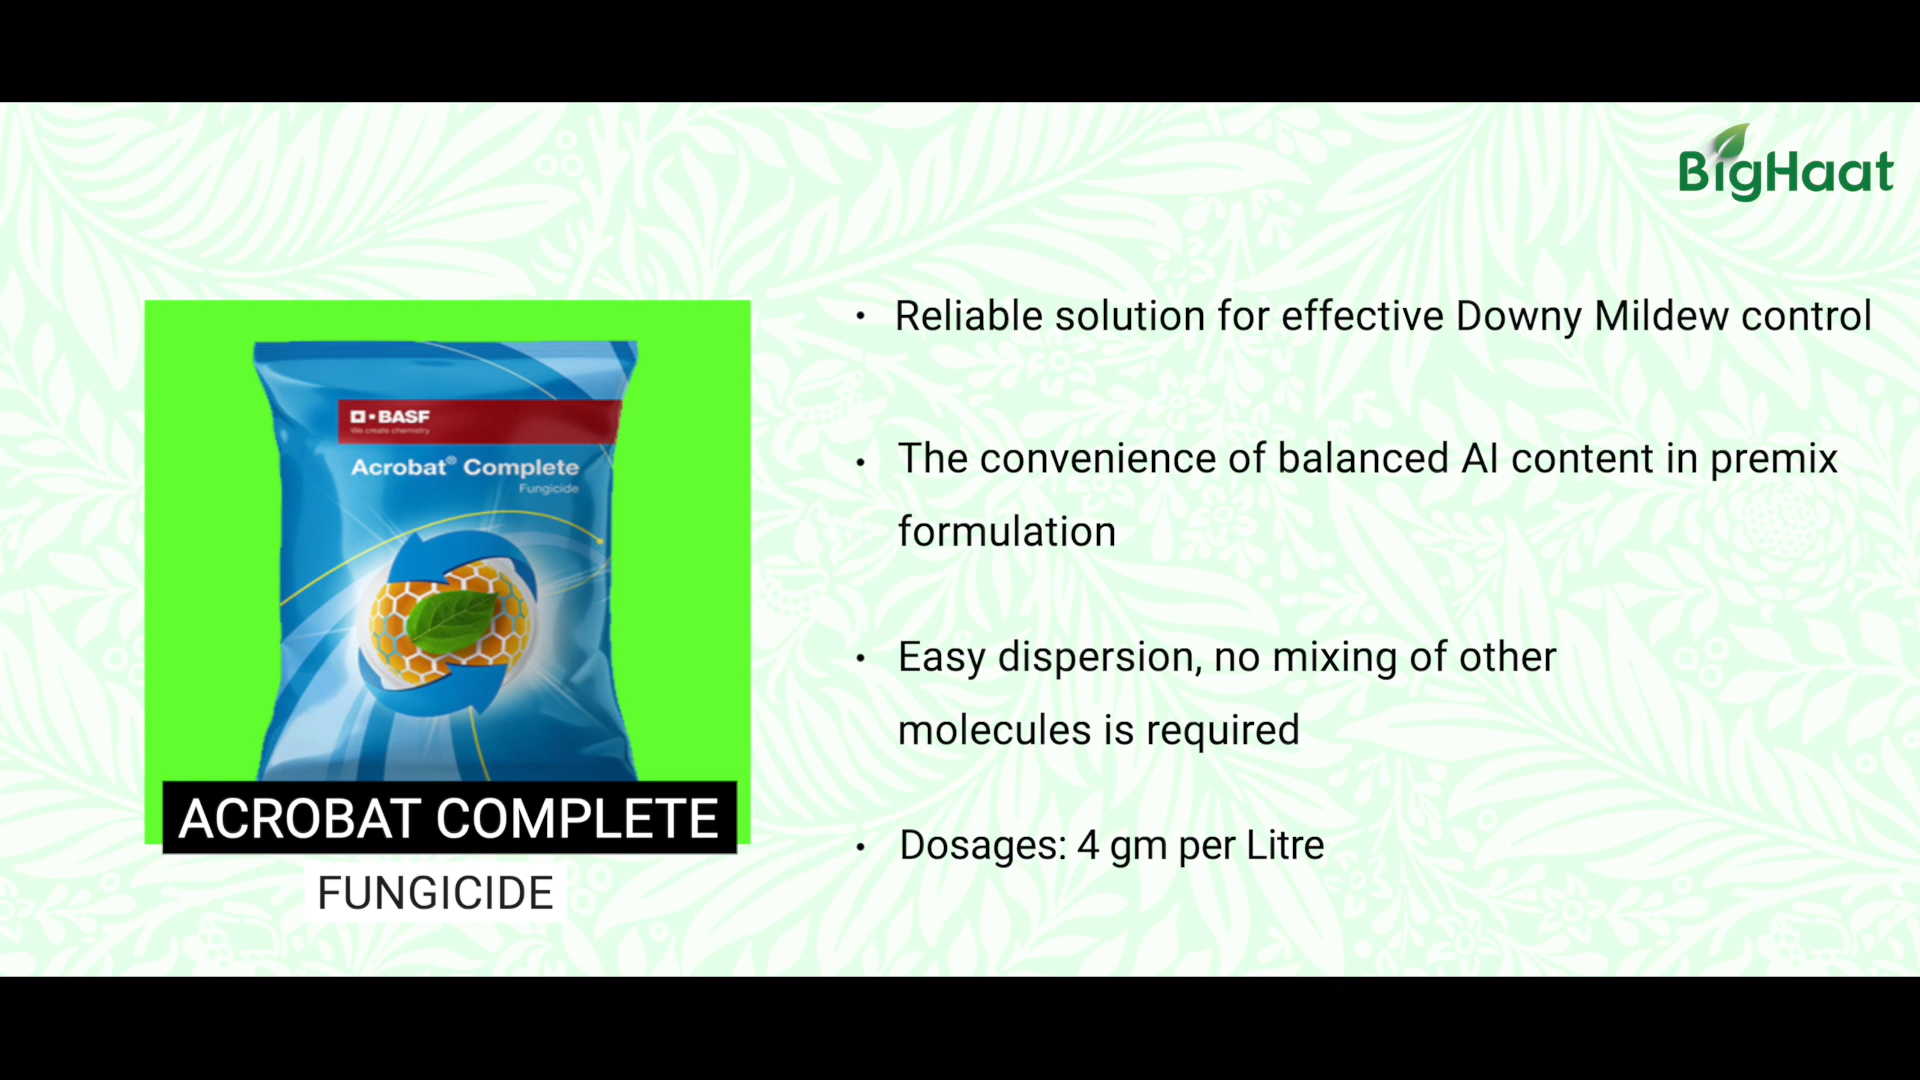 BigHaat
• Reliable solution for effective Downy Mildew control
• The convenience of balanced AI content in premix
formulation
• Easy dispersion, no mixing of other
molecules is required
• Dosages: 4 gm per Litre
BASF
We create chemistry
Acrobat® Complete
Fungicide
ACROBAT COMPLETE
FUNGICIDE